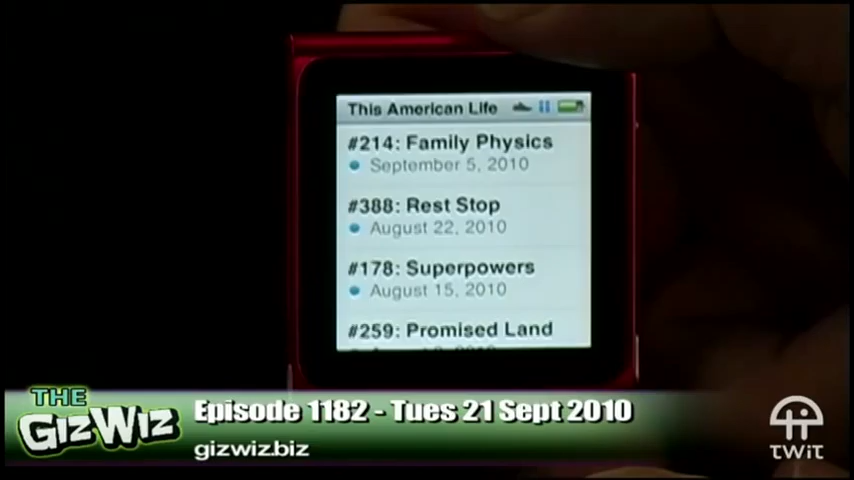 This American Life
#214: Family Physics
September 5, 2010
#388: Rest Stop
August 22, 2010
#178: Superpowers
August 15, 2010
#259: Promised Land
THE
GIZWIZ
Episode 1182 - Tues 21 Sept 2010
gizwiz.biz
TWiT